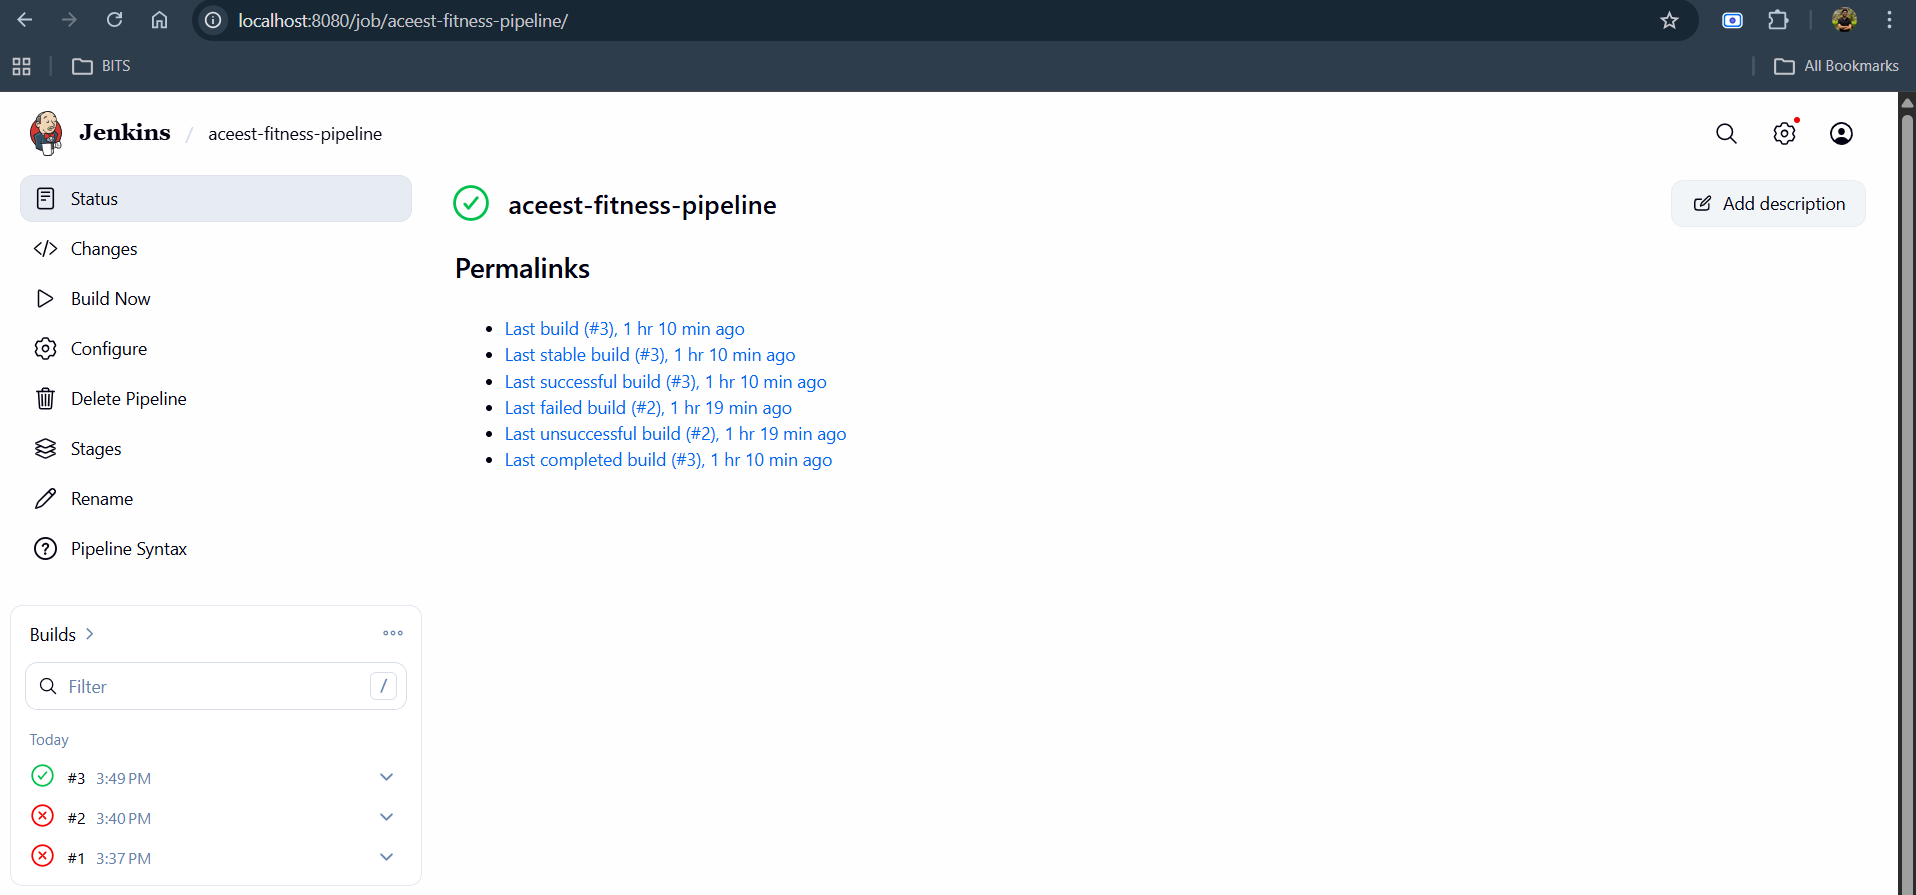 localhost:8080/job/aceest-fitness-pipeline/
BITS
All Bookmarks
Jenkins / aceest-fitness-pipeline
Status
Changes
Build Now
Configure
Delete Pipeline
Stages
Rename
Pipeline Syntax
Builds
Filter /
Today
#3 3:49 PM
#2 3:40 PM
#1 3:37 PM
aceest-fitness-pipeline
Add description
Permalinks
Last build (#3), 1 hr 10 min ago
Last stable build (#3), 1 hr 10 min ago
Last successful build (#3), 1 hr 10 min ago
Last failed build (#2), 1 hr 19 min ago
Last unsuccessful build (#2), 1 hr 19 min ago
Last completed build (#3), 1 hr 10 min ago